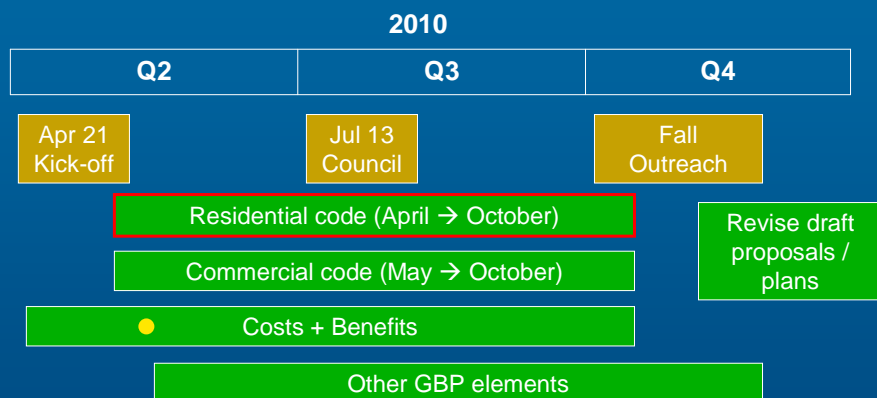 2010
Q2
Q3
Q4
Apr 21
Kick-off
Jul 13
Council
Fall
Outreach
Residential code (April → October)
Revise draft
proposals /
plans
Commercial code (May → October)
Costs + Benefits
Other GBP elements